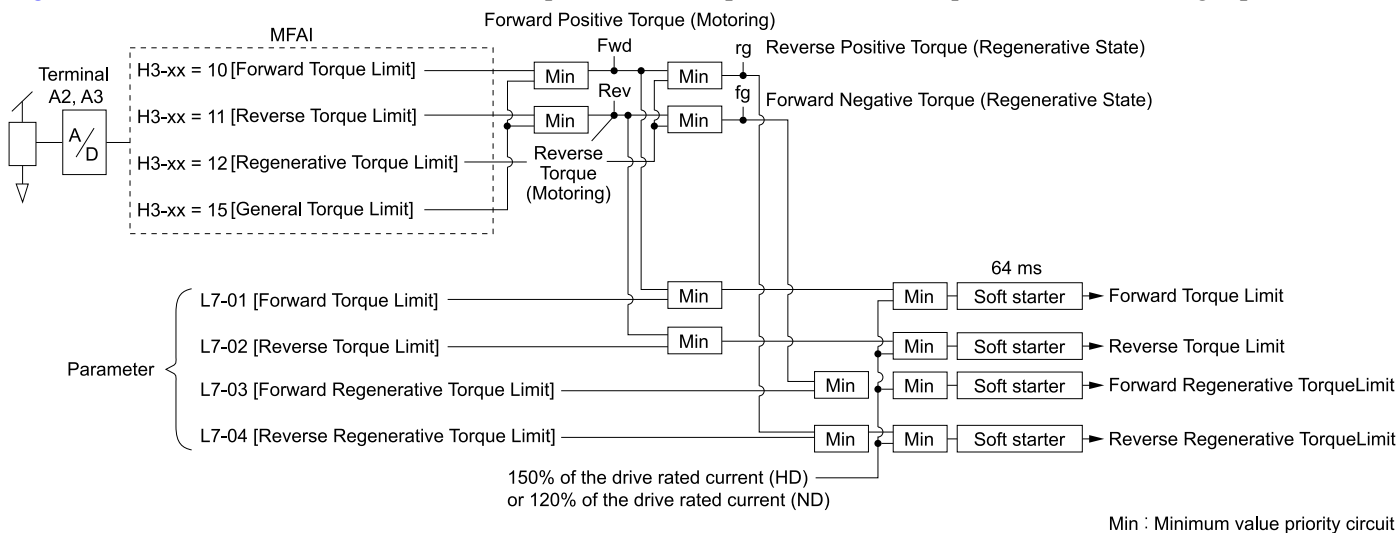 Forward Positive Torque (Motoring)
MFAI
Fwd
rg
Reverse Positive Torque (Regenerative State)
Terminal
A2, A3
H3-xx = 10 [Forward Torque Limit]
Min
Min
Rev
fg
Forward Negative Torque (Regenerative State)
A/D
H3-xx = 11 [Reverse Torque Limit]
Min
Min
H3-xx = 12 [Regenerative Torque Limit]
Reverse
Torque
(Motoring)
H3-xx = 15 [General Torque Limit]
64 ms
Parameter
L7-01 [Forward Torque Limit]
Min
Min
Soft starter
Forward Torque Limit
L7-02 [Reverse Torque Limit]
Min
Min
Soft starter
Reverse Torque Limit
L7-03 [Forward Regenerative Torque Limit]
Min
Min
Soft starter
Forward Regenerative TorqueLimit
L7-04 [Reverse Regenerative Torque Limit]
Min
Min
Soft starter
Reverse Regenerative TorqueLimit
150% of the drive rated current (HD)
or 120% of the drive rated current (ND)
Min : Minimum value priority circuit